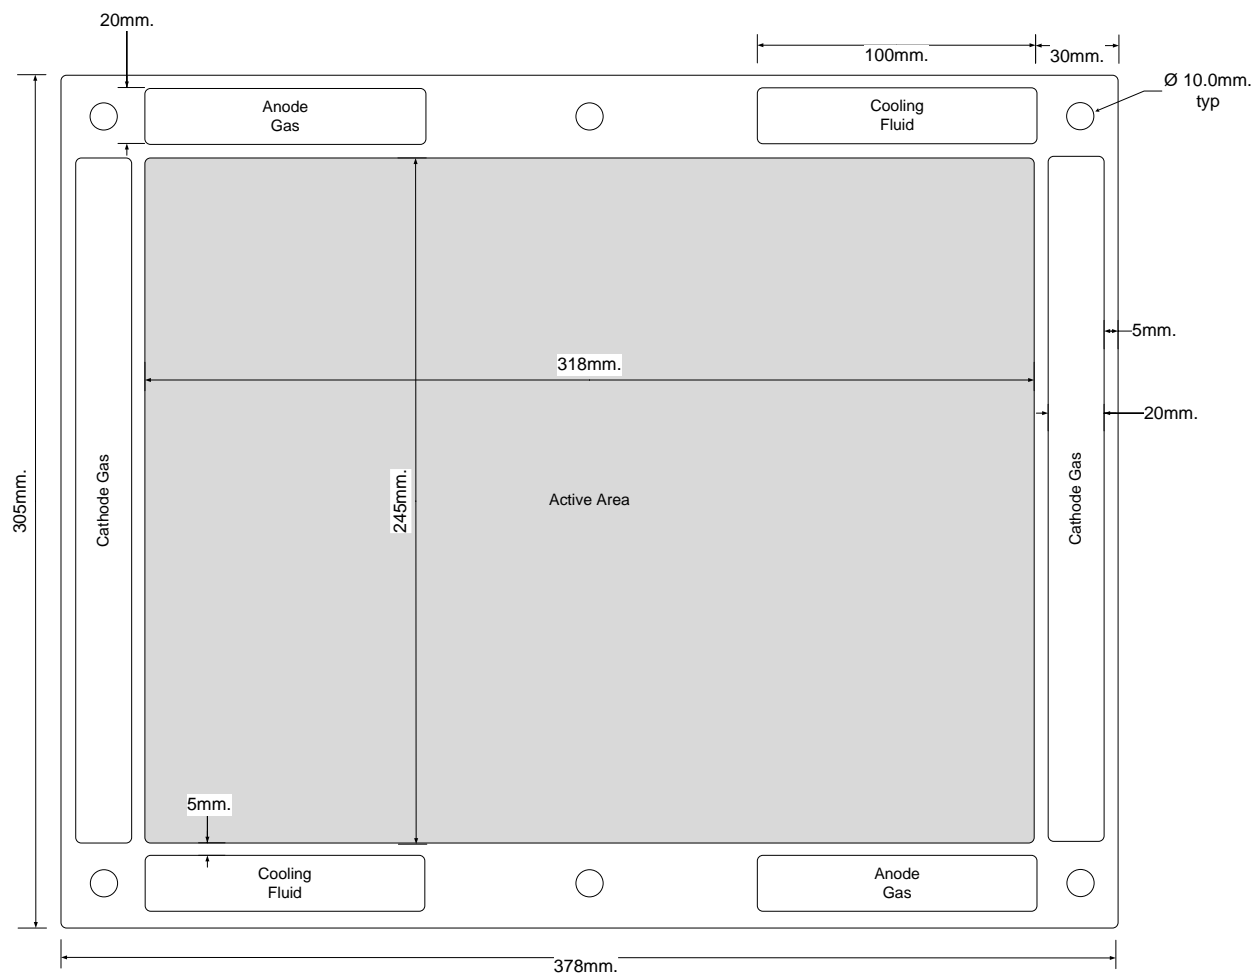 20mm.
100mm.
30mm.
Ø 10.0mm.
typ
Anode
Gas
Cooling
Fluid
5mm.
318mm.
20mm.
Cathode Gas
305mm.
245mm.
Active Area
Cathode Gas
5mm.
Cooling
Fluid
Anode
Gas
378mm.